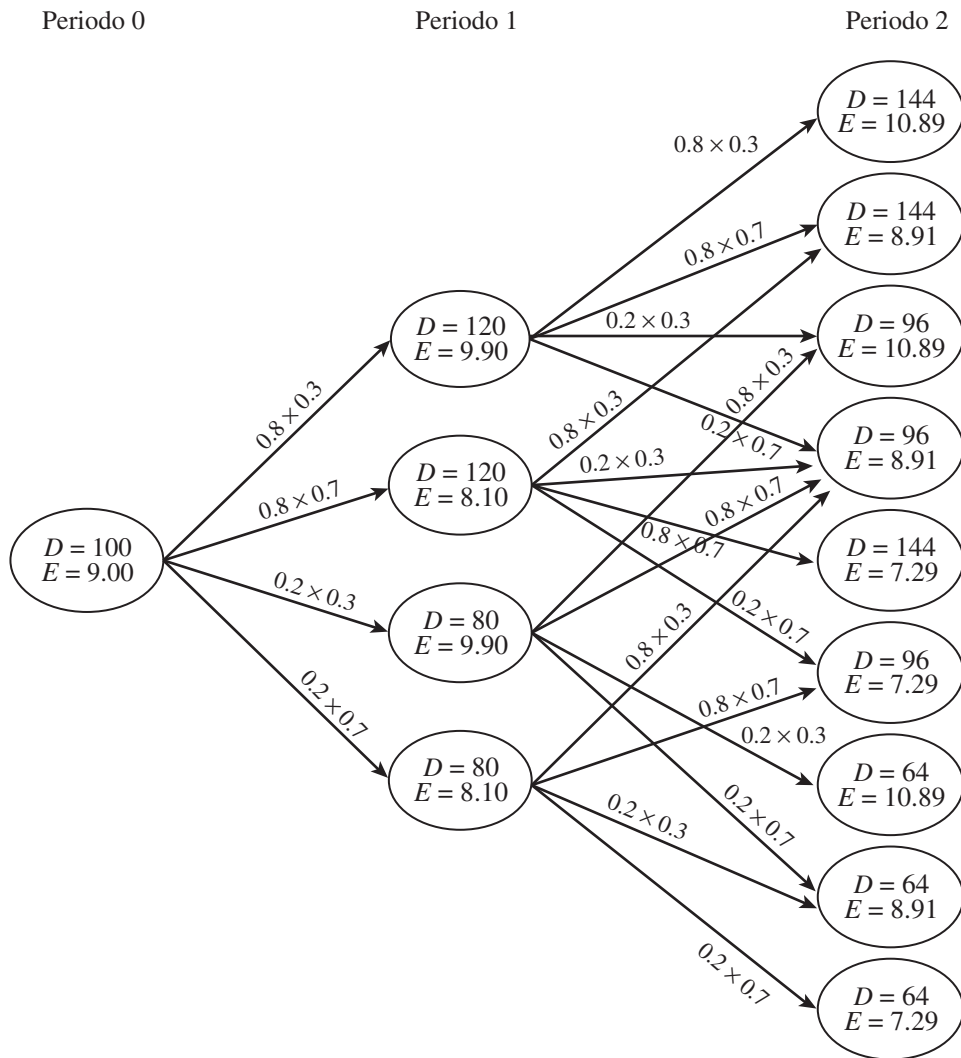 Periodo 0
Periodo 1
Periodo 2
D = 144
E = 10.89
0.8 × 0.3
D = 144
E = 8.91
0.8 × 0.7
D = 120
E = 9.90
0.2 × 0.3
D = 96
E = 10.89
0.8 × 0.3
0.8 × 0.3
0.8 × 0.3
0.2 × 0.7
D = 96
E = 8.91
D = 120
E = 8.10
0.2 × 0.3
0.8 × 0.7
0.8 × 0.7
0.8 × 0.7
D = 100
E = 9.00
D = 144
E = 7.29
0.2 × 0.3
D = 80
E = 9.90
0.2 × 0.7
0.8 × 0.3
D = 96
E = 7.29
0.2 × 0.7
0.8 × 0.7
0.2 × 0.3
D = 80
E = 8.10
D = 64
E = 10.89
0.2 × 0.3
0.2 × 0.7
D = 64
E = 8.91
0.2 × 0.7
D = 64
E = 7.29